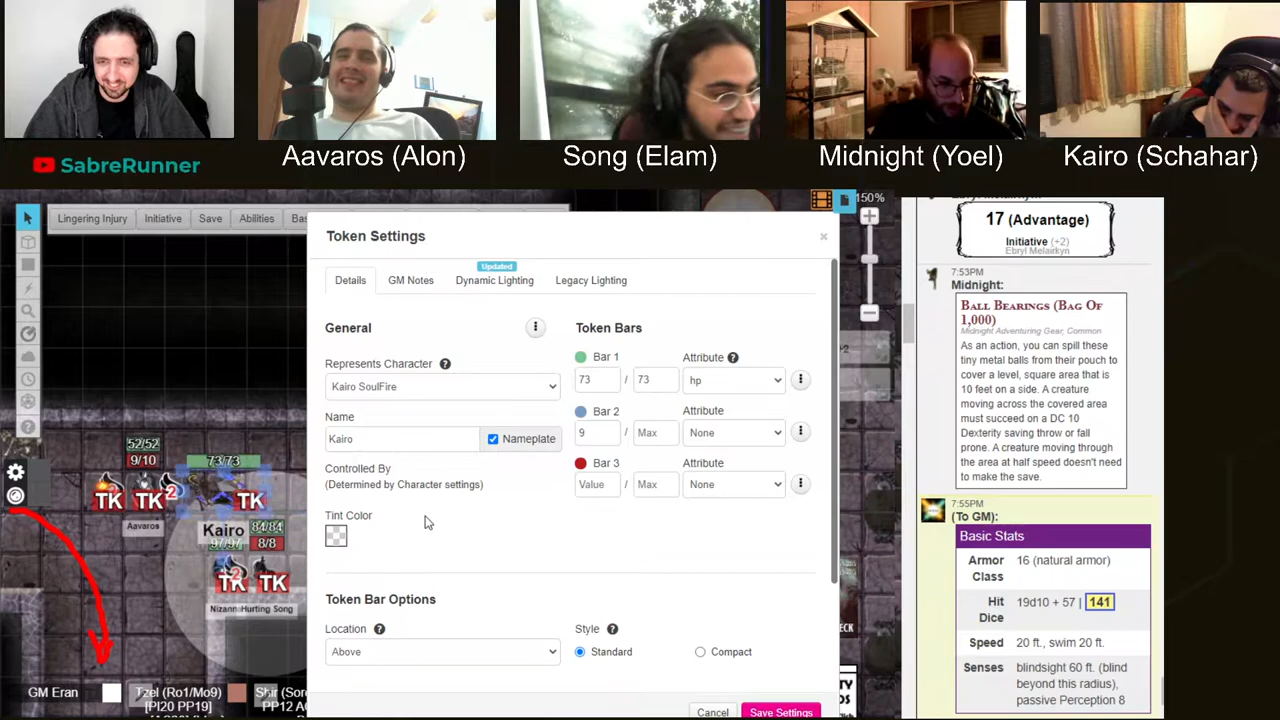 SabreRunner
Aavaros (Alon)
Song (Elam)
Midnight (Yoel)
Kairo (Schahar)
Lingering Injury
Initiative
Save
Abilities
150%
Token Settings
×
Updated
Details
GM Notes
Dynamic Lighting
Legacy Lighting
General
Represents Character ?
Kairo SoulFire
Name
Kairo
Nameplate
Controlled By
(Determined by Character settings)
Tint Color
Token Bars
Bar 1
Attribute ?
73 / 73
hp
Bar 2
Attribute
9 / Max
None
Bar 3
Attribute
Value / Max
None
Token Bar Options
Location ?
Above
Style ?
Standard
Compact
Cancel
Save Settings
52/52
9/10
73/73
TK
TK 2
TK
Aavaros
Kairo
84/84
97/97
8/8
TK
TK
Nizann
Hurting Song
GM Eran
Tzel (Ro1/Mo9)
[PI20 PP19]
17 (Advantage)
Initiative (+2)
Ebryl Melairkyn
7:53PM
Midnight:
Ball Bearings (Bag Of
1,000)
Midnight Adventuring Gear, Common
As an action, you can spill these
tiny metal balls from their pouch to
cover a level, square area that is
10 feet on a side. A creature
moving across the covered area
must succeed on a DC 10
Dexterity saving throw or fall
prone. A creature moving through
the area at half speed doesn't need
to make the save.
7:55PM
(To GM):
Basic Stats
Armor
Class
16 (natural armor)
Hit
Dice
19d10 + 57 | 141
Speed
20 ft., swim 20 ft.
Senses
blindsight 60 ft. (blind
beyond this radius),
passive Perception 8